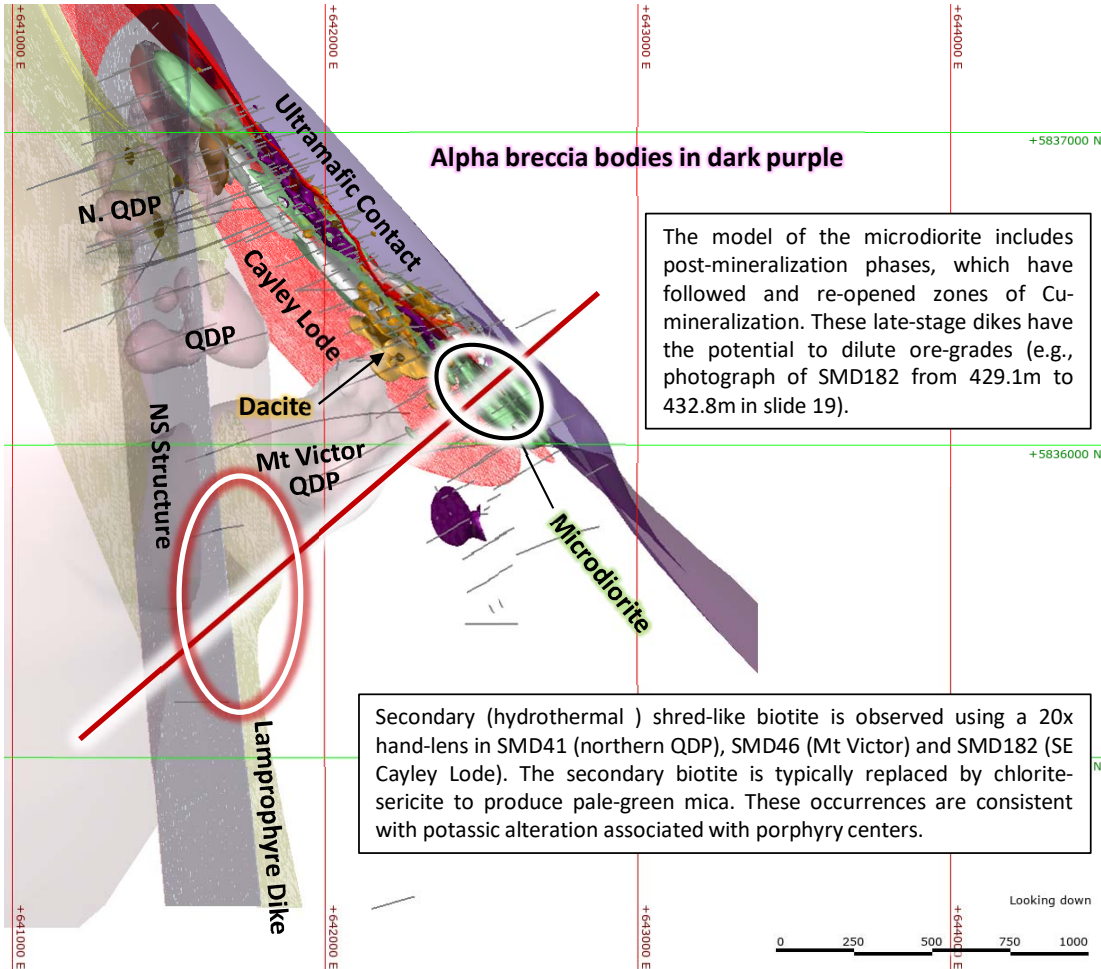 +641000 E
+642000 E
+643000 E
+644000 E
+5837000 N
Ultramafic Contact
Alpha breccia bodies in dark purple
N. QDP
Cayley Lode
QDP
The model of the microdiorite includes
post-mineralization phases, which have
followed and re-opened zones of Cu-
mineralization. These late-stage dikes have
the potential to dilute ore-grades (e.g.,
photograph of SMD182 from 429.1m to
432.8m in slide 19).
Dacite
NS Structure
Mt Victor
QDP
+5836000 N
Microdiorite
Secondary (hydrothermal ) shred-like biotite is observed using a 20x
hand-lens in SMD41 (northern QDP), SMD46 (Mt Victor) and SMD182 (SE
Cayley Lode). The secondary biotite is typically replaced by chlorite-
sericite to produce pale-green mica. These occurrences are consistent
with potassic alteration associated with porphyry centers.
N
Lamprophyre Dike
Looking down
+641000 E
+642000 E
+643000 E
+644000 E
0 250 500 750 1000